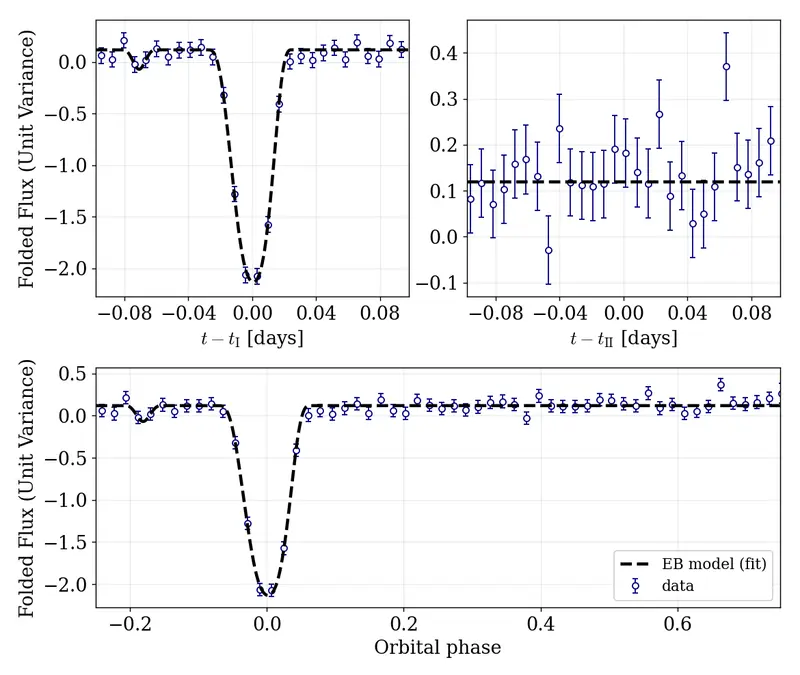 Folded Flux (Unit Variance)
0.0
−0.5
−1.0
−1.5
−2.0
−0.08 −0.04 0.00 0.04 0.08
t − tI [days]
0.4
0.3
0.2
0.1
0.0
−0.1
−0.08 −0.04 0.00 0.04 0.08
t − tII [days]
Folded Flux (Unit Variance)
0.5
0.0
−0.5
−1.0
−1.5
−2.0
EB model (fit)
data
−0.2 0.0 0.2 0.4 0.6
Orbital phase